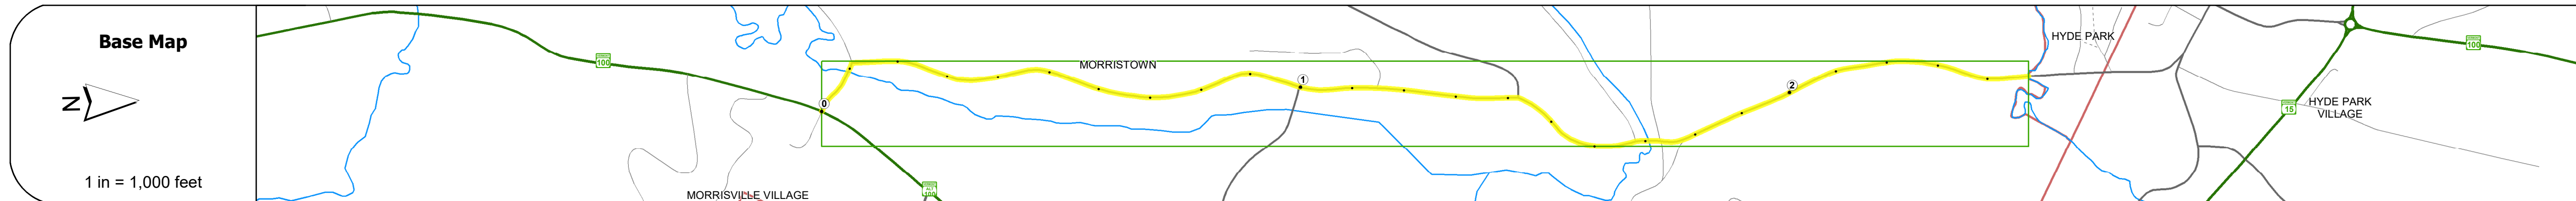 Base Map
N
1 in = 1,000 feet
100
0
MORRISVILLE VILLAGE
100
MORRISTOWN
1
2
HYDE PARK
100
15
HYDE PARK
VILLAGE